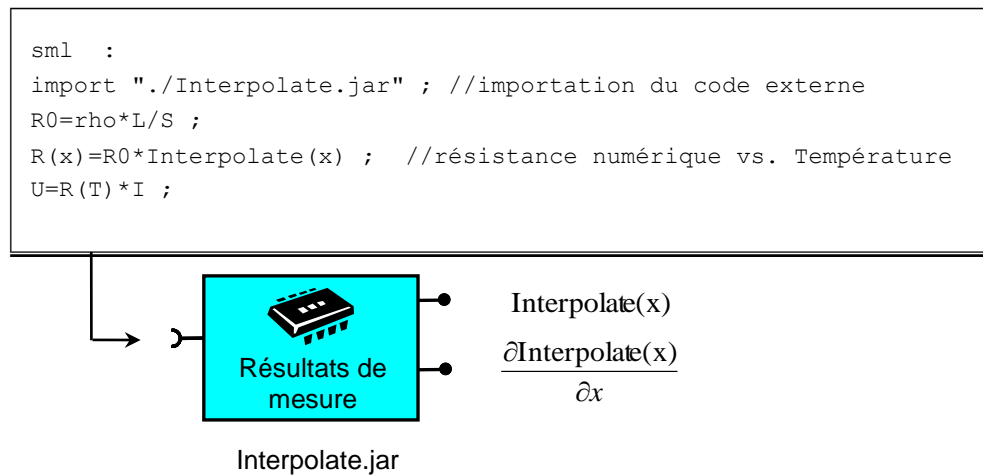 sml :
import "./Interpolate.jar" ; //importation du code externe
R0=rho*L/S ;
R(x)=R0*Interpolate(x) ; //résistance numérique vs. Température
U=R(T)*I ;
Interpolate(x)
Résultats de
mesure
∂Interpolate(x)
∂x
Interpolate.jar